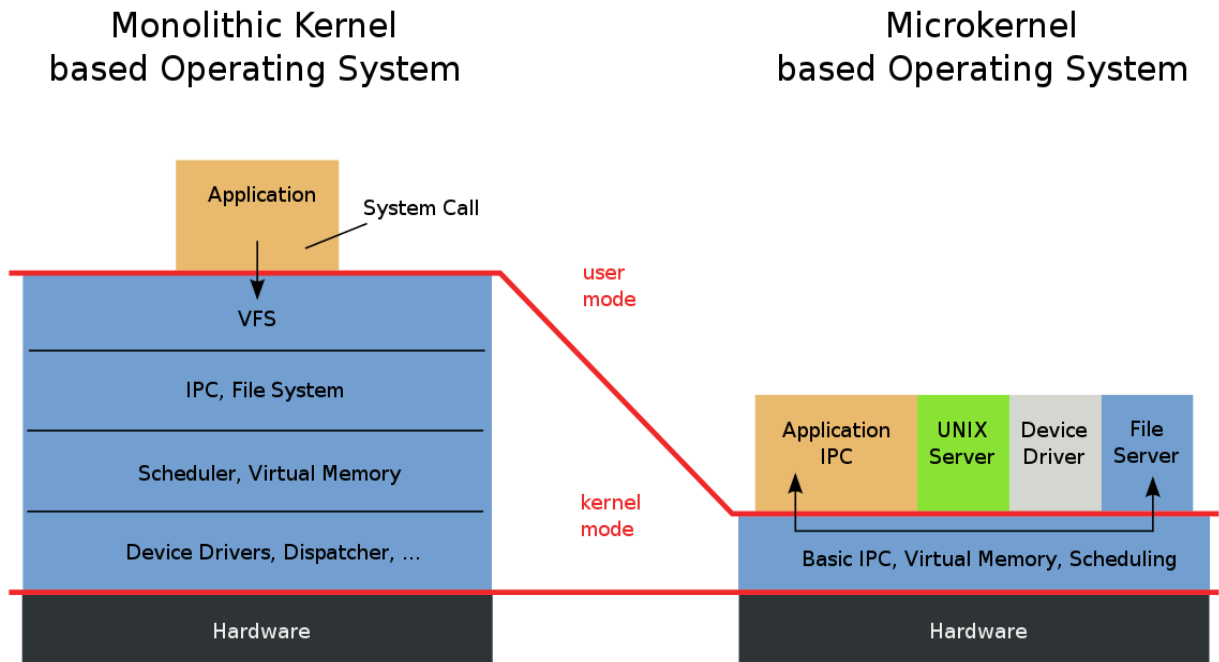 Monolithic Kernel
based Operating System
Microkernel
based Operating System
Application
System Call
VFS
IPC, File System
Scheduler, Virtual Memory
Device Drivers, Dispatcher, ...
Hardware
user
mode
kernel
mode
Application
IPC
UNIX
Server
Device
Driver
File
Server
Basic IPC, Virtual Memory, Scheduling
Hardware